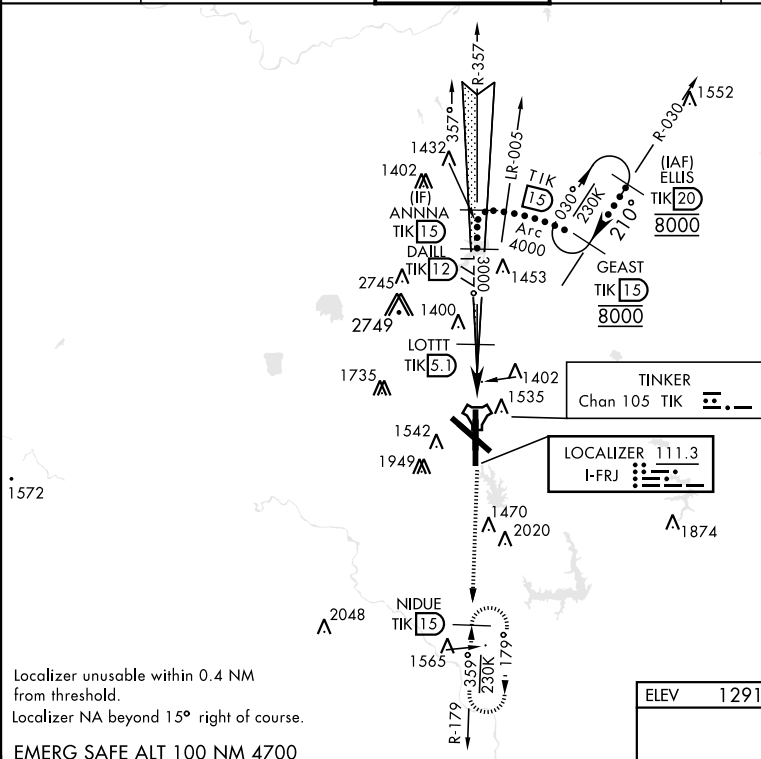 R-357
357°
LR-005
R-030
1552
(IAF)
ELLIS
TIK 20
8000
1432
1402
(IF)
ANNNA
TIK 15
TIK
15
Arc
4000
030°
230K
210°
DAILL
TIK 12
177°
3000
1453
GEAST
TIK 15
8000
2745
2749
1400
LOTTT
TIK 5.1
1735
1402
1535
TINKER
Chan 105 TIK
1542
1949
LOCALIZER 111.3
I-FRJ
1572
1470
2020
1874
NIDUE
TIK 15
2048
1565
359°
230K
179°
R-179
Localizer unusable within 0.4 NM
from threshold.
Localizer NA beyond 15° right of course.
EMERG SAFE ALT 100 NM 4700
ELEV 1291